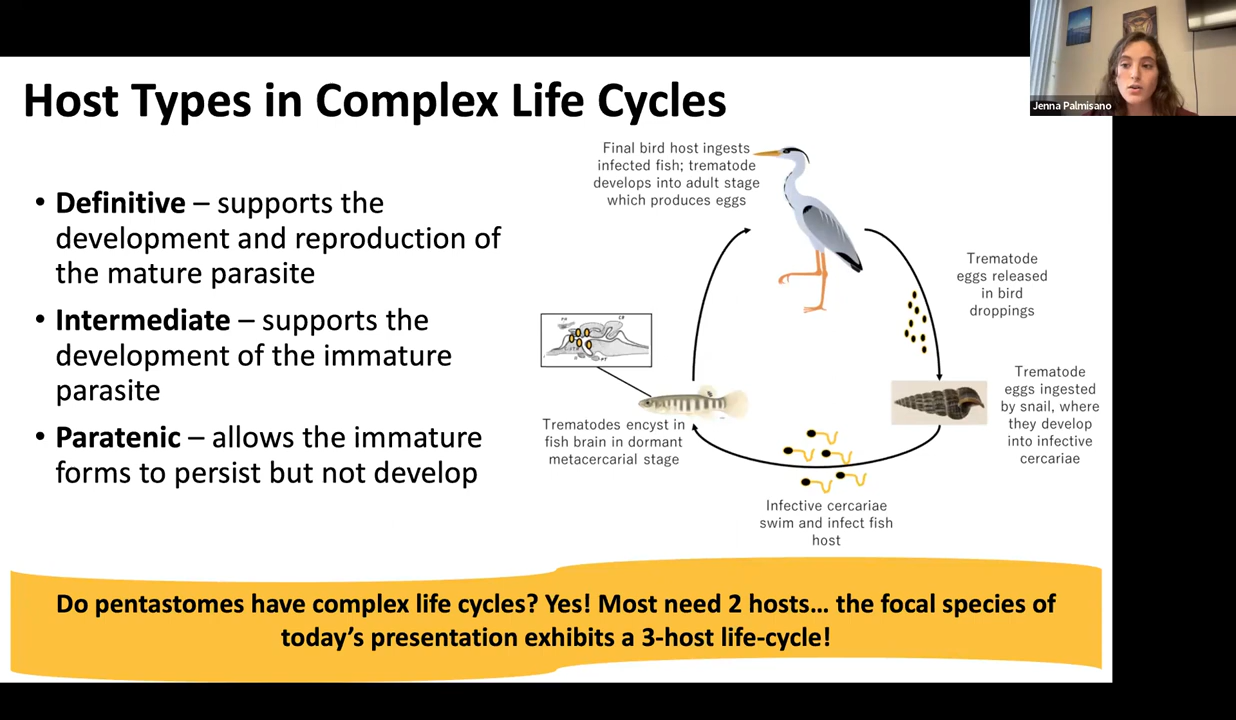 Jenna Palmisano
Host Types in Complex Life Cycles
• Definitive – supports the
development and reproduction of
the mature parasite
• Intermediate – supports the
development of the immature
parasite
• Paratenic – allows the immature
forms to persist but not develop
Final bird host ingests
infected fish; trematode
develops into adult stage
which produces eggs
Trematode
eggs released
in bird
droppings
Trematode
eggs ingested
by snail, where
they develop
into infective
cercariae
Infective cercariae
swim and infect fish
host
Trematodes encyst in
fish brain in dormant
metacercarial stage
Do pentastomes have complex life cycles? Yes! Most need 2 hosts… the focal species of
today’s presentation exhibits a 3-host life-cycle!